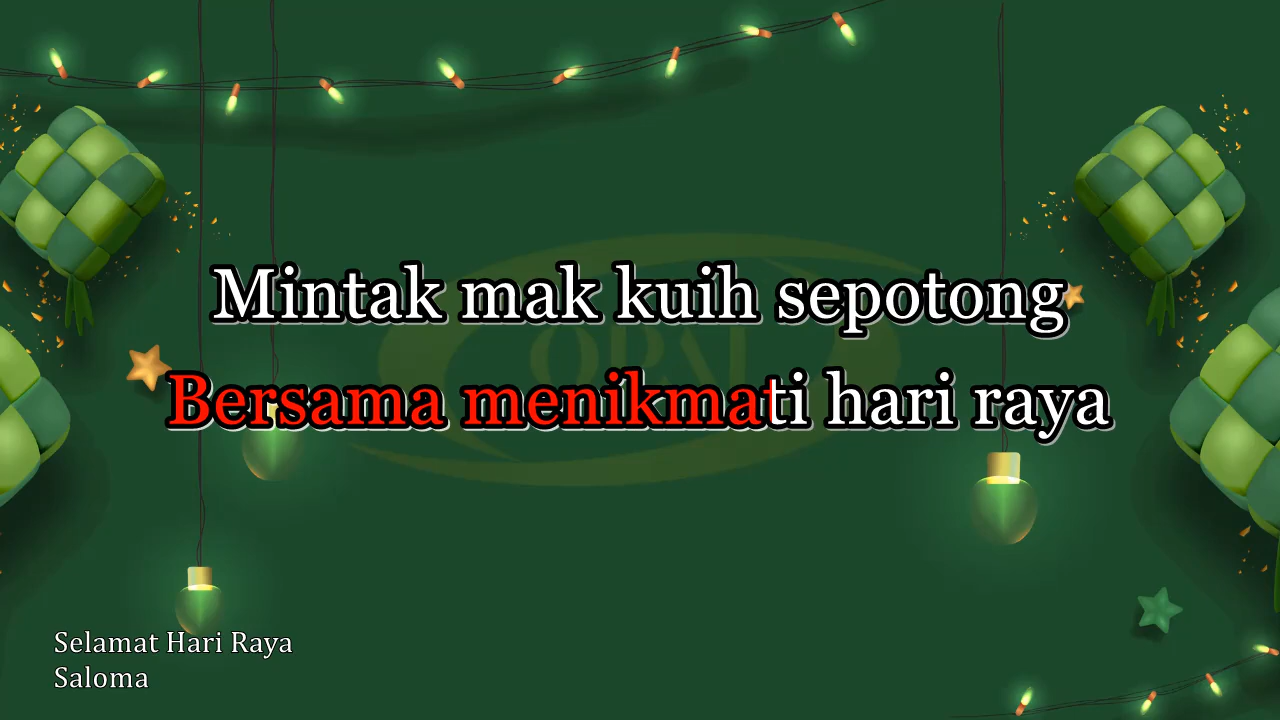 Mintak mak kuih sepotong
Bersama menikmati hari raya
Selamat Hari Raya
Saloma